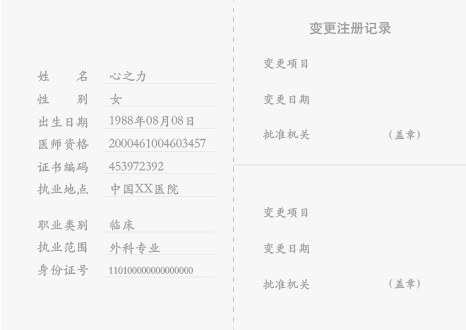 姓名 心之力
性别 女
出生日期 1988年08月08日
医师资格 2000461004603457
证书编码 453972392
执业地点 中国XX医院
职业类别 临床
执业范围 外科专业
身份证号 110100000000000000
变更注册记录
变更项目
变更日期
批准机关 （盖章）
变更项目
变更日期
批准机关 （盖章）